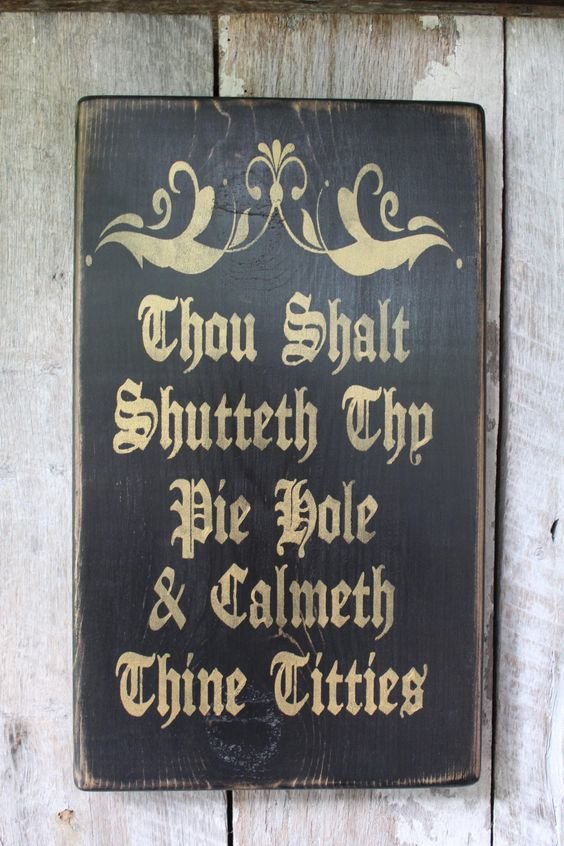 Thou Shalt
Shutteth Thy
Pie Hole
& Calmeth
Thine Titties